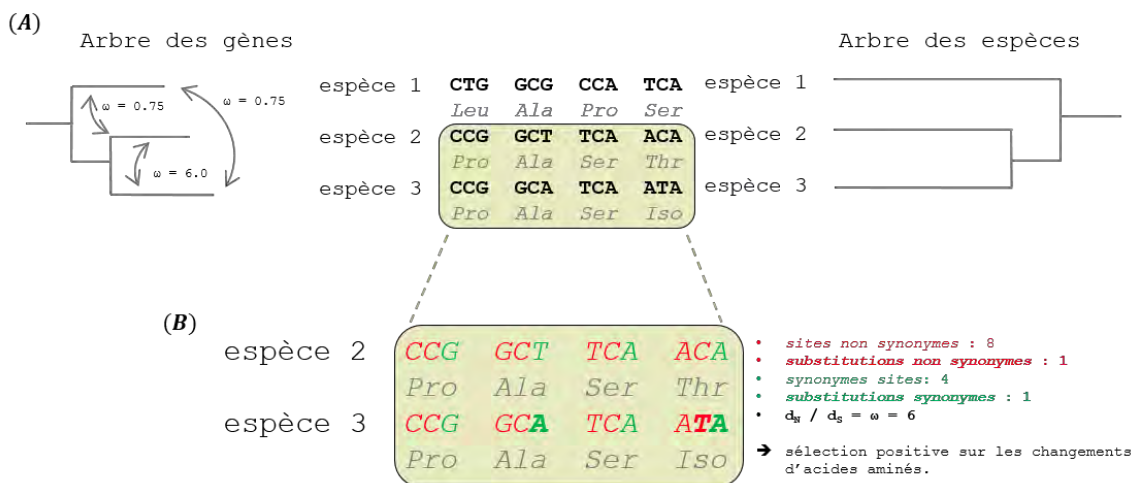 (A)
Arbre des gènes
Arbre des espèces
ω = 0.75
ω = 0.75
ω = 6.0
espèce 1 CTG GCG CCA TCA espèce 1
Leu Ala Pro Ser
espèce 2 CCG GCT TCA ACA espèce 2
Pro Ala Ser Thr
espèce 3 CCG GCA TCA ATA espèce 3
Pro Ala Ser Iso
(B)
espèce 2 CCG GCT TCA ACA
Pro Ala Ser Thr
espèce 3 CCG GCA TCA ATA
Pro Ala Ser Iso
• sites non synonymes : 8
• substitutions non synonymes : 1
• synonymes sites: 4
• substitutions synonymes : 1
• dN / dS = ω = 6
➔ sélection positive sur les changements
d'acides aminés.